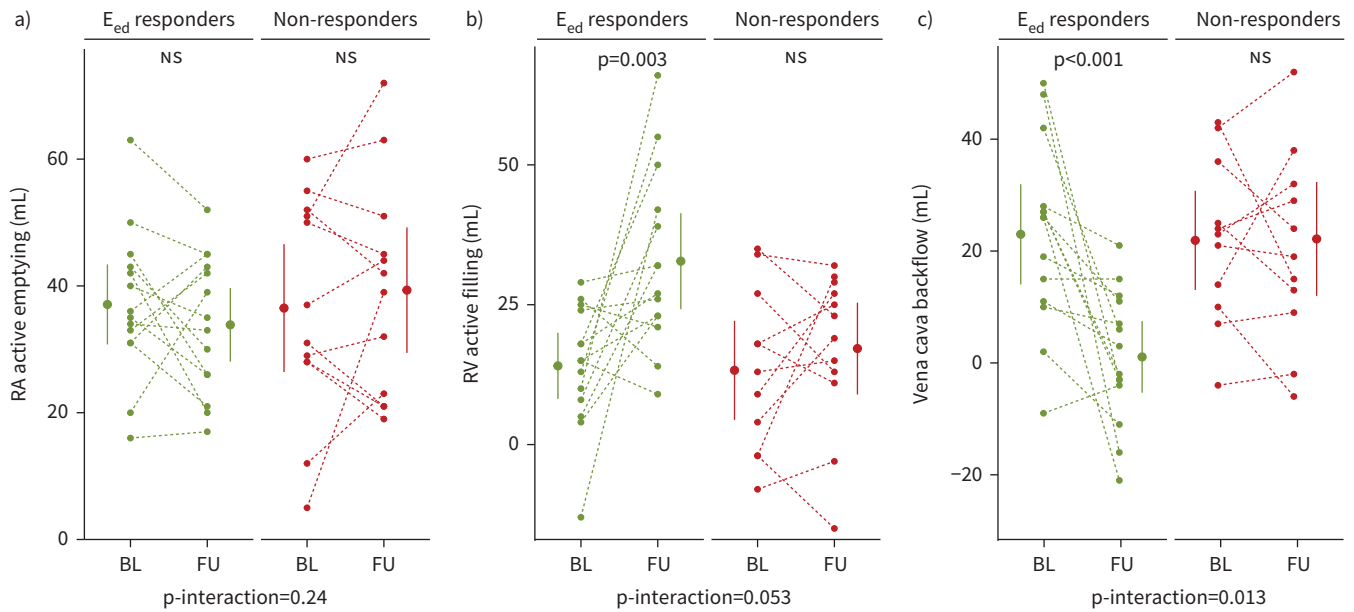 a) E_ed responders Non-responders
NS NS
RA active emptying (mL)
60
40
20
0
BL FU BL FU
p-interaction=0.24
b) E_ed responders Non-responders
p=0.003 NS
RV active filling (mL)
50
25
0
BL FU BL FU
p-interaction=0.053
c) E_ed responders Non-responders
p<0.001 NS
Vena cava backflow (mL)
40
20
0
−20
BL FU BL FU
p-interaction=0.013